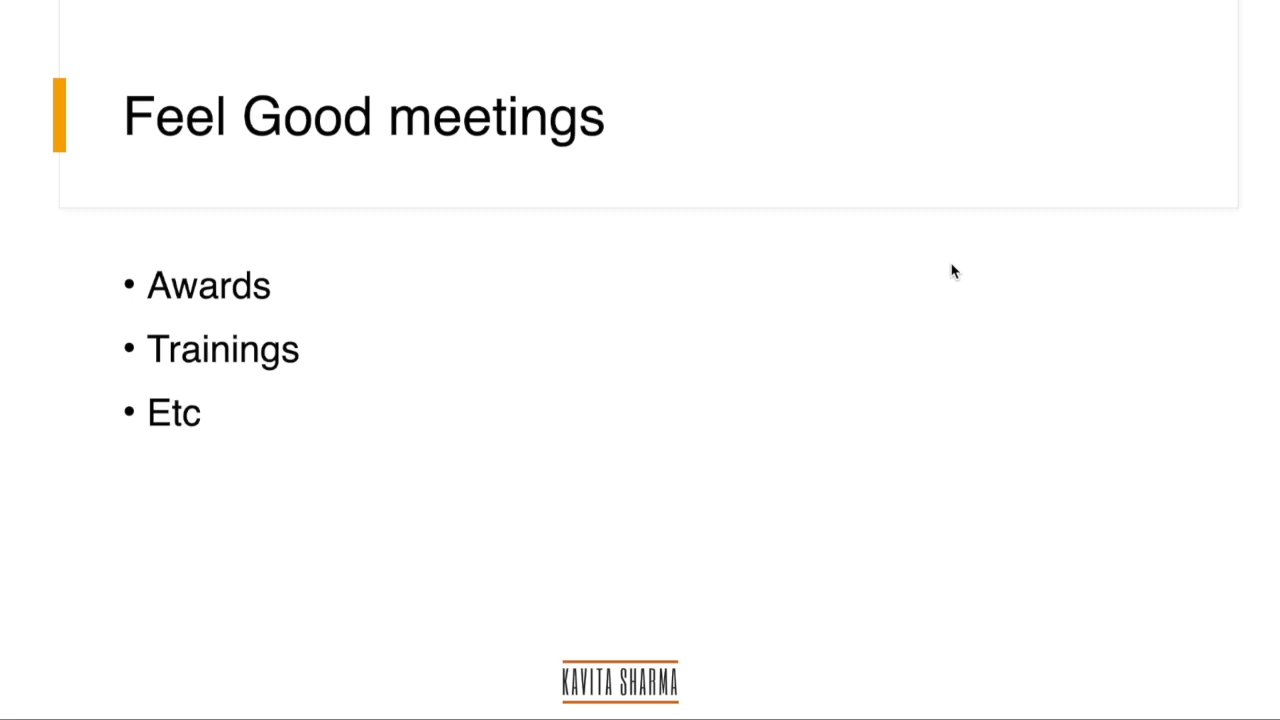 Feel Good meetings
• Awards
• Trainings
• Etc
KAVITA SHARMA